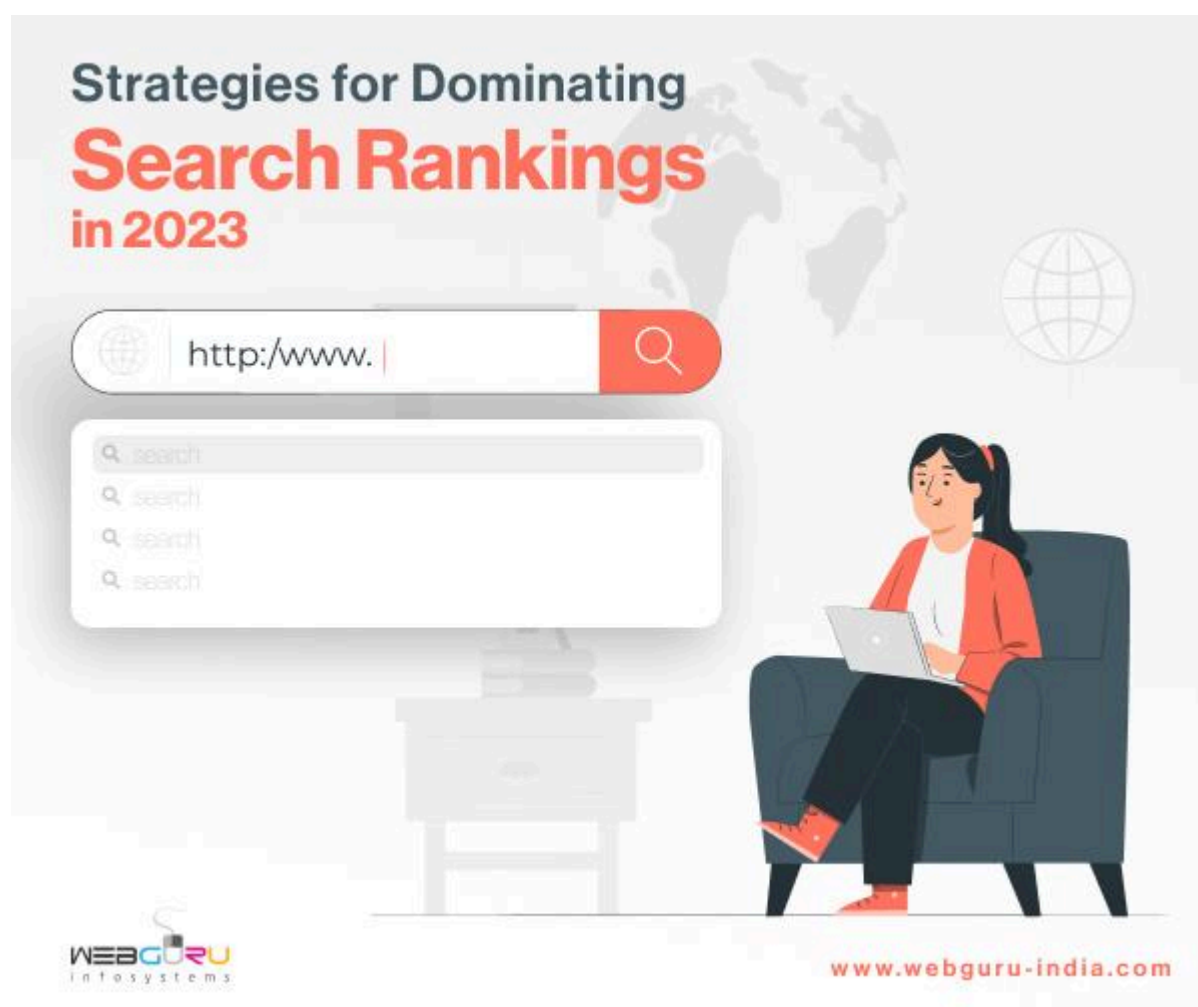 Strategies for Dominating
Search Rankings
in 2023
http:/www.
search
search
search
search
WEBGURU
infosystems
www.webguru-india.com